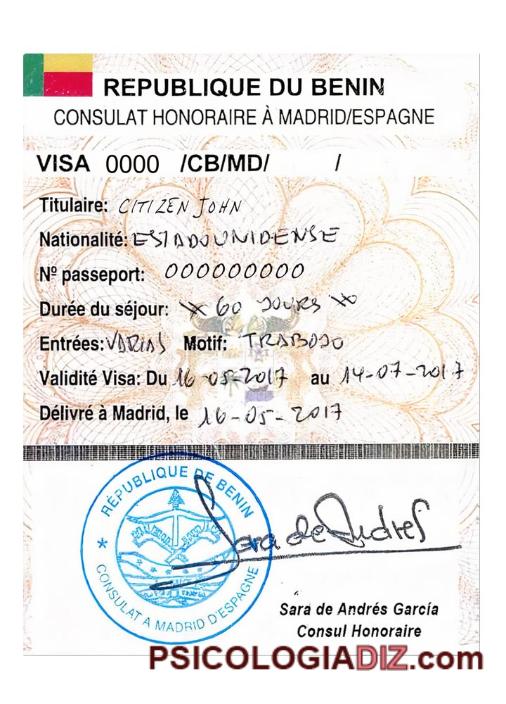 REPUBLIQUE DU BENIN
CONSULAT HONORAIRE À MADRID/ESPAGNE
VISA 0000 /CB/MD/ /
Titulaire: CITIZEN JOHN
Nationalité: ESTADOUNIDENSE
Nº passeport: 000000000
Durée du séjour: 60 JOURS
Entrées: VARIAS Motif: TRABAJO
Validité Visa: Du 16-05-2017 au 14-07-2017
Délivré à Madrid, le 16-05-2017
RÉPUBLIQUE DE BENIN
CONSULAT A MADRID D'ESPAGNE
Sara de Andrés
Sara de Andrés García
Consul Honoraire
PSICOLOGIADIZ.com